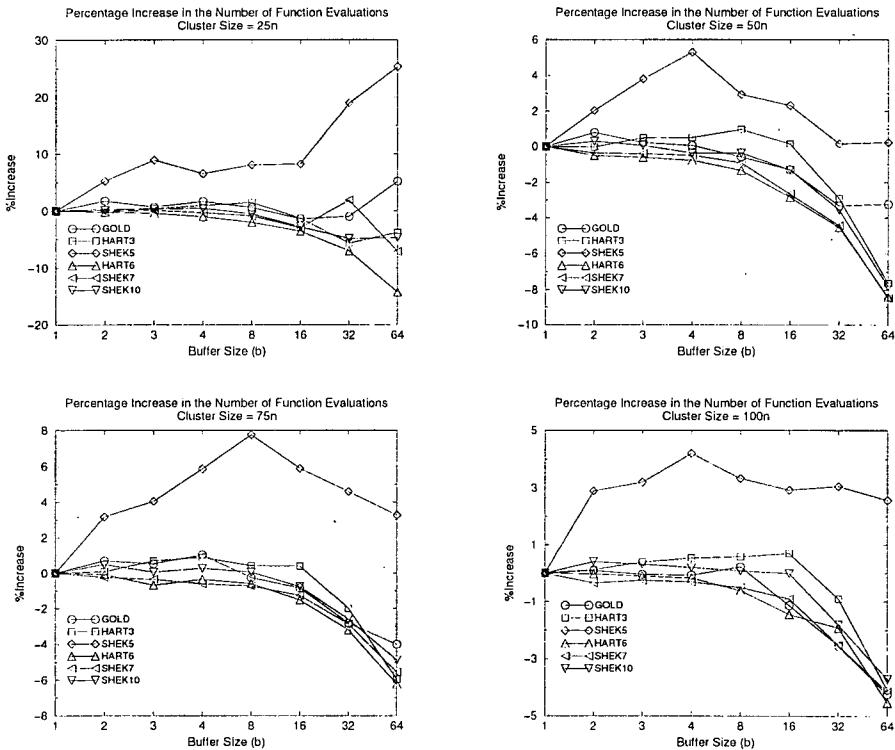 Percentage Increase in the Number of Function Evaluations
Cluster Size = 25n
30
20
10
0
-10
-20
%Increase
GOLD
HART3
SHEK5
HART6
SHEK7
SHEK10
1 2 3 4 8 16 32 64
Buffer Size (b)
Percentage Increase in the Number of Function Evaluations
Cluster Size = 50n
6
4
2
0
-2
-4
-6
-8
-10
%Increase
GOLD
HART3
SHEK5
HART6
SHEK7
SHEK10
1 2 3 4 8 16 32 64
Buffer Size (b)
Percentage Increase in the Number of Function Evaluations
Cluster Size = 75n
8
6
4
2
0
-2
-4
-6
-8
%Increase
GOLD
HART3
SHEK5
HART6
SHEK7
SHEK10
1 2 3 4 8 16 32 64
Buffer Size (b)
Percentage Increase in the Number of Function Evaluations
Cluster Size = 100n
5
3
1
-1
-3
-5
%Increase
GOLD
HART3
SHEK5
HART6
SHEK7
SHEK10
1 2 3 4 8 16 32 64
Buffer Size (b)